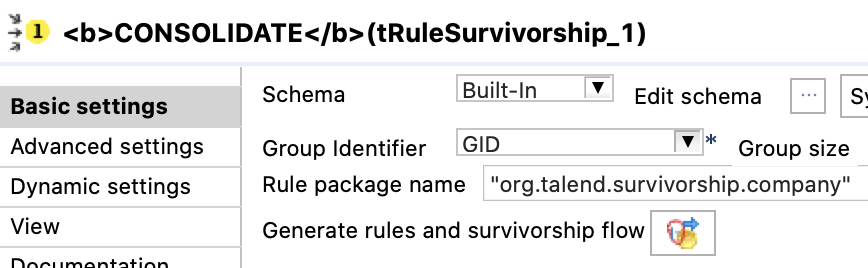 1 <b>CONSOLIDATE</b>(tRuleSurvivorship_1)
Basic settings
Advanced settings
Dynamic settings
View
Documentation
Schema Built-In Edit schema ... Sy
Group Identifier GID * Group size
Rule package name "org.talend.survivorship.company"
Generate rules and survivorship flow